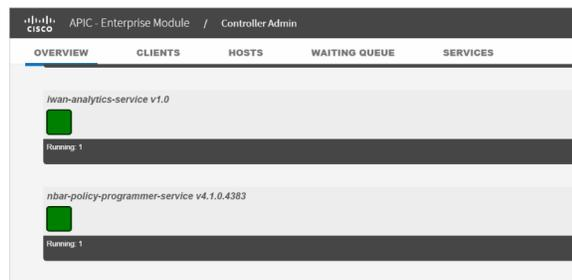 cisco APIC - Enterprise Module / Controller Admin
OVERVIEW CLIENTS HOSTS WAITING QUEUE SERVICES
iwan-analytics-service v1.0
Running: 1
nbar-policy-programmer-service v4.1.0.4383
Running: 1